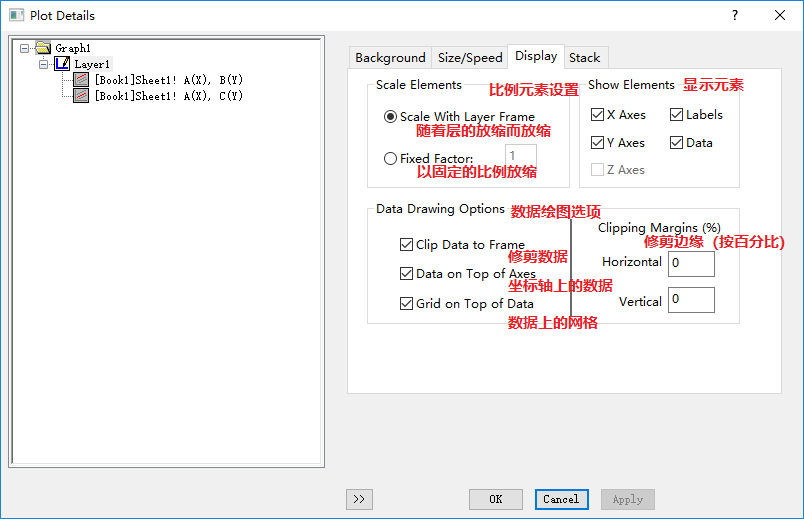 Plot Details
?
Graph1
Layer1
[Book1]Sheet1! A(X), B(Y)
[Book1]Sheet1! A(X), C(Y)
Background Size/Speed Display Stack
Scale Elements
比例元素设置
Scale With Layer Frame
随着层的放缩而放缩
Fixed Factor: 1
以固定的比例放缩
Show Elements 显示元素
X Axes Labels
Y Axes Data
Z Axes
Data Drawing Options 数据绘图选项
Clip Data to Frame
修剪数据
Data on Top of Axes
坐标轴上的数据
Grid on Top of Data
数据上的网格
Clipping Margins (%)
修剪边缘（按百分比)
Horizontal 0
Vertical 0
>> OK Cancel Apply